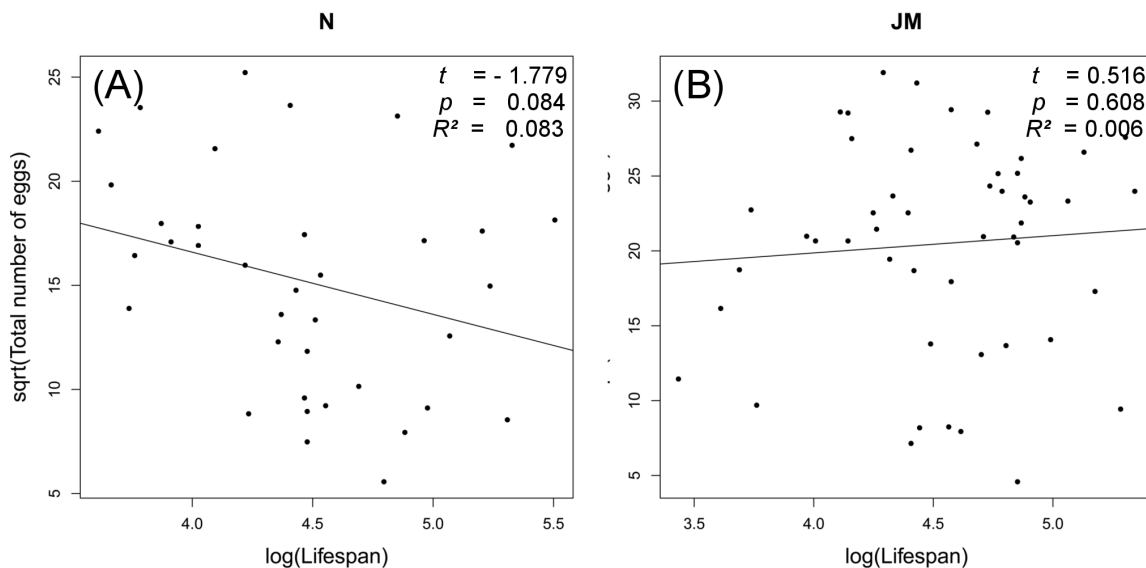 N
(A)
t = - 1.779
p = 0.084
R² = 0.083
sqrt(Total number of eggs)
25
20
15
10
5
4.0 4.5 5.0 5.5
log(Lifespan)
JM
(B)
t = 0.516
p = 0.608
R² = 0.006
30
25
20
15
10
5
3.5 4.0 4.5 5.0
log(Lifespan)